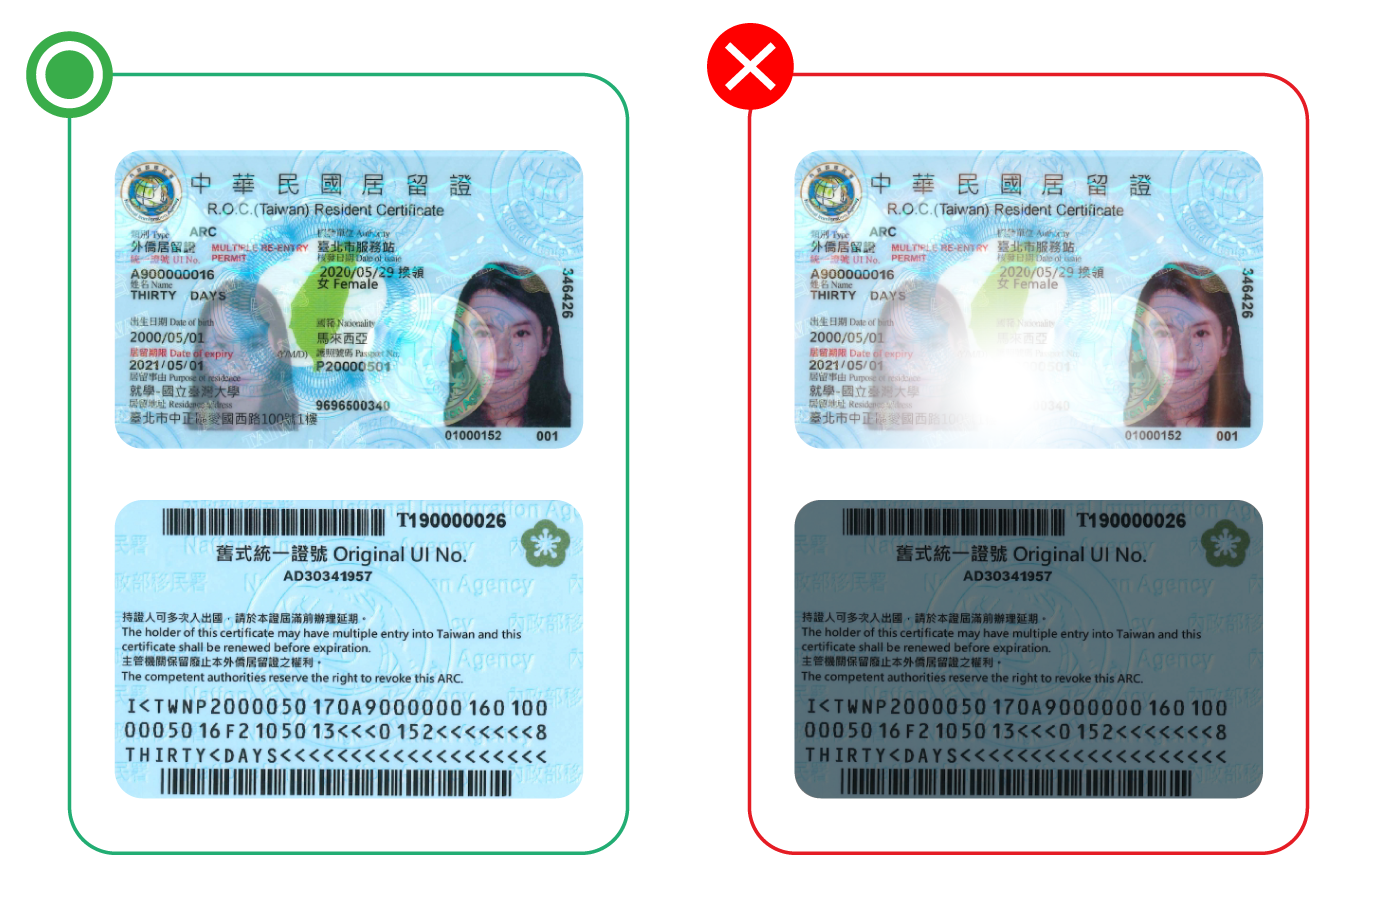 中華民國居留證
R.O.C.(Taiwan) Resident Certificate
類別 Type ARC
外僑居留證 MULTIPLE RE-ENTRY PERMIT
核發單位 Authority
臺北市服務站
統一證號 UI No.
A900000016
核發日期 Date of issue
2020/05/29 換領
姓名 Name
THIRTY DAYS
女 Female
346426
出生日期 Date of birth
2000/05/01
國籍 Nationality
馬來西亞
居留期限 Date of expiry (Y/M/D)
2021/05/01
護照號碼 Passport No.
P20000501
居留事由 Purpose of residence
就學-國立臺灣大學
居留地址 Residence address
9696500340
臺北市中正區愛國西路100號11樓
01000152 001
T190000026
舊式統一證號 Original UI No.
AD30341957
持證人可多次入出國，請於本證屆滿前辦理延期。
The holder of this certificate may have multiple entry into Taiwan and this
certificate shall be renewed before expiration.
主管機關保留廢止本外僑居留證之權利。
The competent authorities reserve the right to revoke this ARC.
I<TWNP2000050170A9000000160100
0005016F2105013<<<0152<<<<<<<8
THIRTY<DAYS<<<<<<<<<<<<<<<<<<<
中華民國居留證
R.O.C.(Taiwan) Resident Certificate
類別 Type ARC
外僑居留證 MULTIPLE RE-ENTRY PERMIT
核發單位 Authority
臺北市服務站
統一證號 UI No.
A900000016
核發日期 Date of issue
2020/05/29 換領
姓名 Name
THIRTY DAYS
女 Female
346426
出生日期 Date of birth
2000/05/01
國籍 Nationality
馬來西亞
居留期限 Date of expiry
2021/05/01
居留事由 Purpose of residence
就學-國立臺灣大學
居留地址 Residence address
臺北市中正區愛國西路100
01000152 001
T190000026
舊式統一證號 Original UI No.
AD30341957
持證人可多次入出國，請於本證屆滿前辦理延期。
The holder of this certificate may have multiple entry into Taiwan and this
certificate shall be renewed before expiration.
主管機關保留廢止本外僑居留證之權利。
The competent authorities reserve the right to revoke this ARC.
I<TWNP2000050170A9000000160100
0005016F2105013<<<0152<<<<<<<8
THIRTY<DAYS<<<<<<<<<<<<<<<<<<<